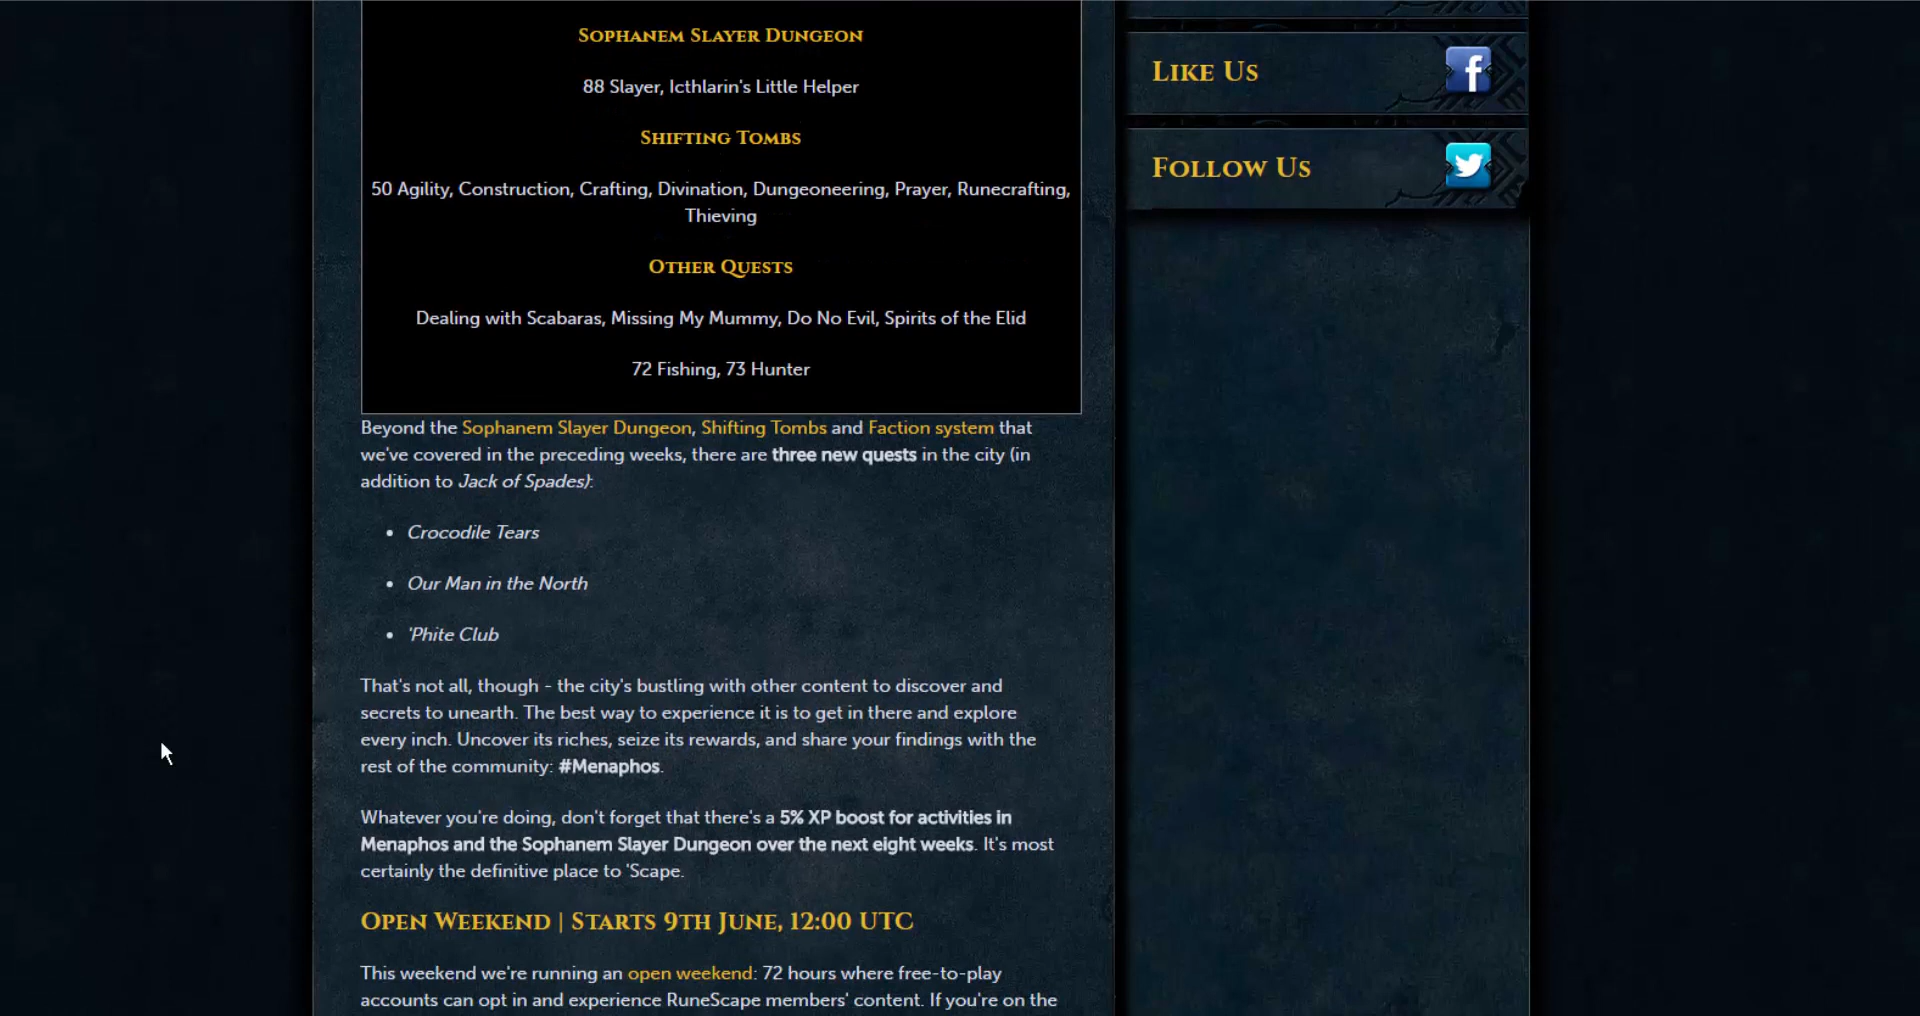 Sophanem Slayer Dungeon
88 Slayer, Icthlarin's Little Helper
Shifting Tombs
50 Agility, Construction, Crafting, Divination, Dungeoneering, Prayer, Runecrafting,
Thieving
Other Quests
Dealing with Scabaras, Missing My Mummy, Do No Evil, Spirits of the Elid
72 Fishing, 73 Hunter
Beyond the Sophanem Slayer Dungeon, Shifting Tombs and Faction system that
we've covered in the preceding weeks, there are three new quests in the city (in
addition to Jack of Spades):
• Crocodile Tears
• Our Man in the North
• 'Phite Club
That's not all, though - the city's bustling with other content to discover and
secrets to unearth. The best way to experience it is to get in there and explore
every inch. Uncover its riches, seize its rewards, and share your findings with the
rest of the community: #Menaphos.
Whatever you're doing, don't forget that there's a 5% XP boost for activities in
Menaphos and the Sophanem Slayer Dungeon over the next eight weeks. It's most
certainly the definitive place to 'Scape.
Open Weekend | Starts 9th June, 12:00 UTC
This weekend we're running an open weekend: 72 hours where free-to-play
accounts can opt in and experience RuneScape members' content. If you're on the
Like Us
Follow Us